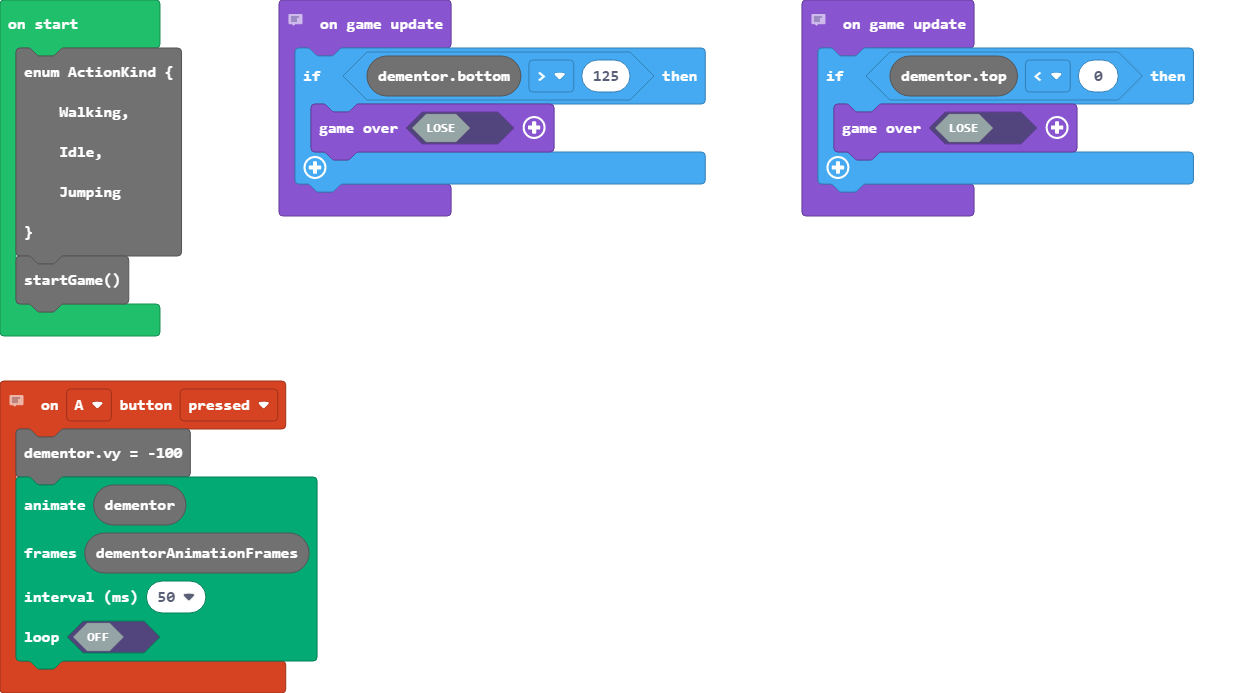 on start
enum ActionKind {
Walking,
Idle,
Jumping
}
startGame()
on game update
if dementor.bottom > 125 then
game over LOSE
on game update
if dementor.top < 0 then
game over LOSE
on A button pressed
dementor.vy = -100
animate dementor
frames dementorAnimationFrames
interval (ms) 50
loop OFF